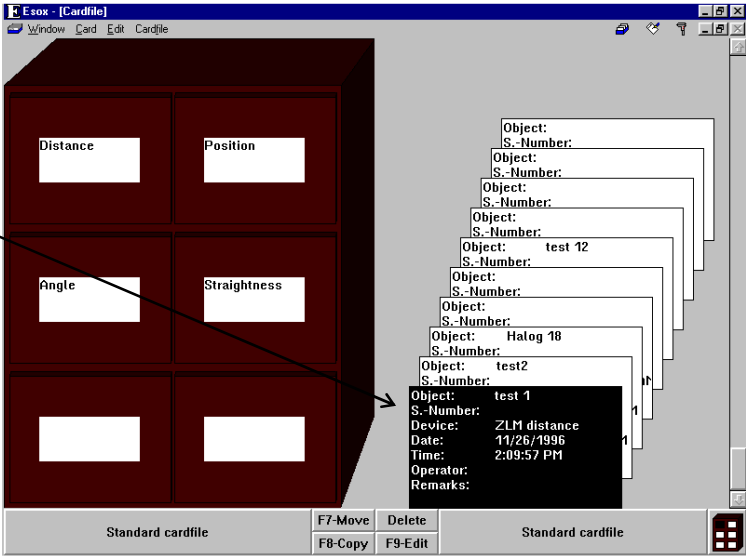 Esox - [Cardfile]
Window Card Edit Cardfile
Distance
Position
Angle
Straightness
Object:
S.-Number:
Object:
S.-Number:
Object:
S.-Number:
Object:
S.-Number:
Object: test 12
S.-Number:
Object:
S.-Number:
Object:
S.-Number:
Object: Halog 18
S.-Number:
Object: test2
S.-Number:
Object: test 1
S.-Number:
Device: ZLM distance
Date: 11/26/1996
Time: 2:09:57 PM
Operator:
Remarks:
Standard cardfile
F7-Move Delete
F8-Copy F9-Edit
Standard cardfile